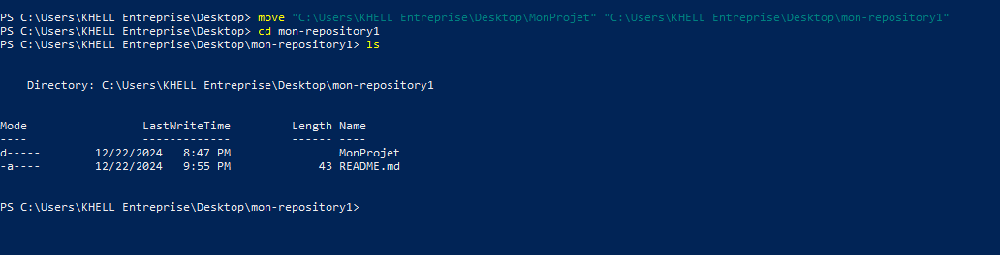 PS C:\Users\KHELL Entreprise\Desktop> move "C:\Users\KHELL Entreprise\Desktop\MonProjet" "C:\Users\KHELL Entreprise\Desktop\mon-repository1"
PS C:\Users\KHELL Entreprise\Desktop> cd mon-repository1
PS C:\Users\KHELL Entreprise\Desktop\mon-repository1> ls
Directory: C:\Users\KHELL Entreprise\Desktop\mon-repository1
Mode LastWriteTime Length Name
---- ------------- ------ ----
d----- 12/22/2024 8:47 PM MonProjet
-a---- 12/22/2024 9:55 PM 43 README.md
PS C:\Users\KHELL Entreprise\Desktop\mon-repository1>